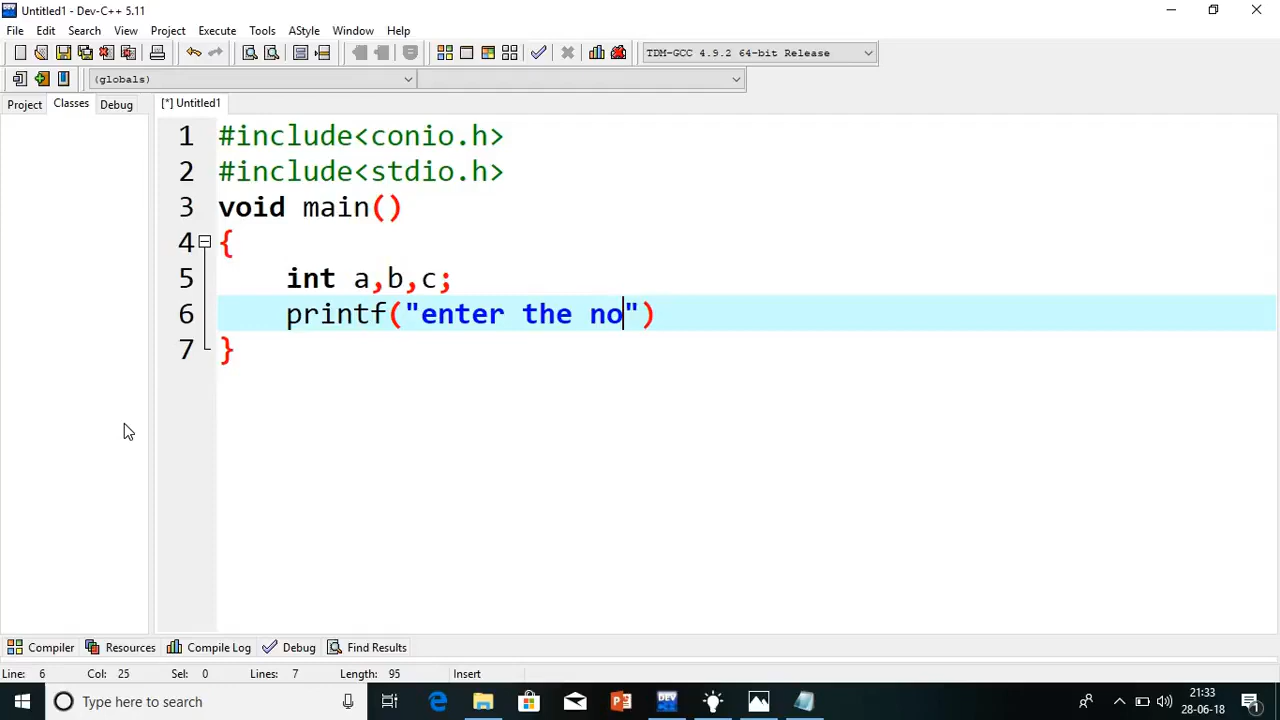 Untitled1 - Dev-C++ 5.11
File Edit Search View Project Execute Tools AStyle Window Help
TDM-GCC 4.9.2 64-bit Release
(globals)
Project Classes Debug [*] Untitled1
1 #include<conio.h>
2 #include<stdio.h>
3 void main()
4 {
5 int a,b,c;
6 printf("enter the no")
7 }
Compiler Resources Compile Log Debug Find Results
Line: 6 Col: 25 Sel: 0 Lines: 7 Length: 95 Insert
Type here to search
DEV
21:33
28-06-18
1